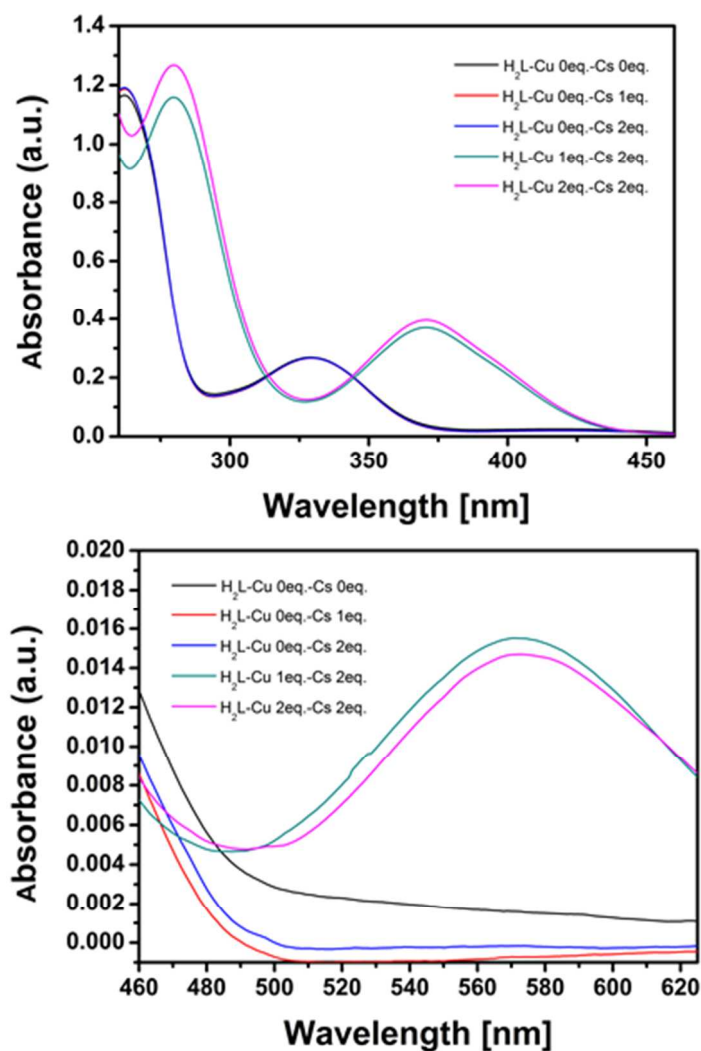 1.4
1.2
1.0
0.8
0.6
0.4
0.2
0.0
Absorbance (a.u.)
H₂L-Cu 0eq.-Cs 0eq.
H₂L-Cu 0eq.-Cs 1eq.
H₂L-Cu 0eq.-Cs 2eq.
H₂L-Cu 1eq.-Cs 2eq.
H₂L-Cu 2eq.-Cs 2eq.
300 350 400 450
Wavelength [nm]
0.020
0.018
0.016
0.014
0.012
0.010
0.008
0.006
0.004
0.002
0.000
Absorbance (a.u.)
H₂L-Cu 0eq.-Cs 0eq.
H₂L-Cu 0eq.-Cs 1eq.
H₂L-Cu 0eq.-Cs 2eq.
H₂L-Cu 1eq.-Cs 2eq.
H₂L-Cu 2eq.-Cs 2eq.
460 480 500 520 540 560 580 600 620
Wavelength [nm]